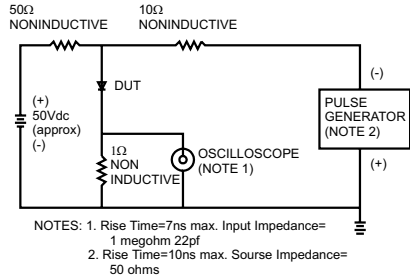 50Ω
NONINDUCTIVE
10Ω
NONINDUCTIVE
DUT
(+)
50Vdc
(approx)
(-)
1Ω
NON
INDUCTIVE
OSCILLOSCOPE
(NOTE 1)
(-)
PULSE
GENERATOR
(NOTE 2)
(+)
NOTES: 1. Rise Time=7ns max. Input Impedance=
1 megohm 22pf
2. Rise Time=10ns max. Sourse Impedance=
50 ohms